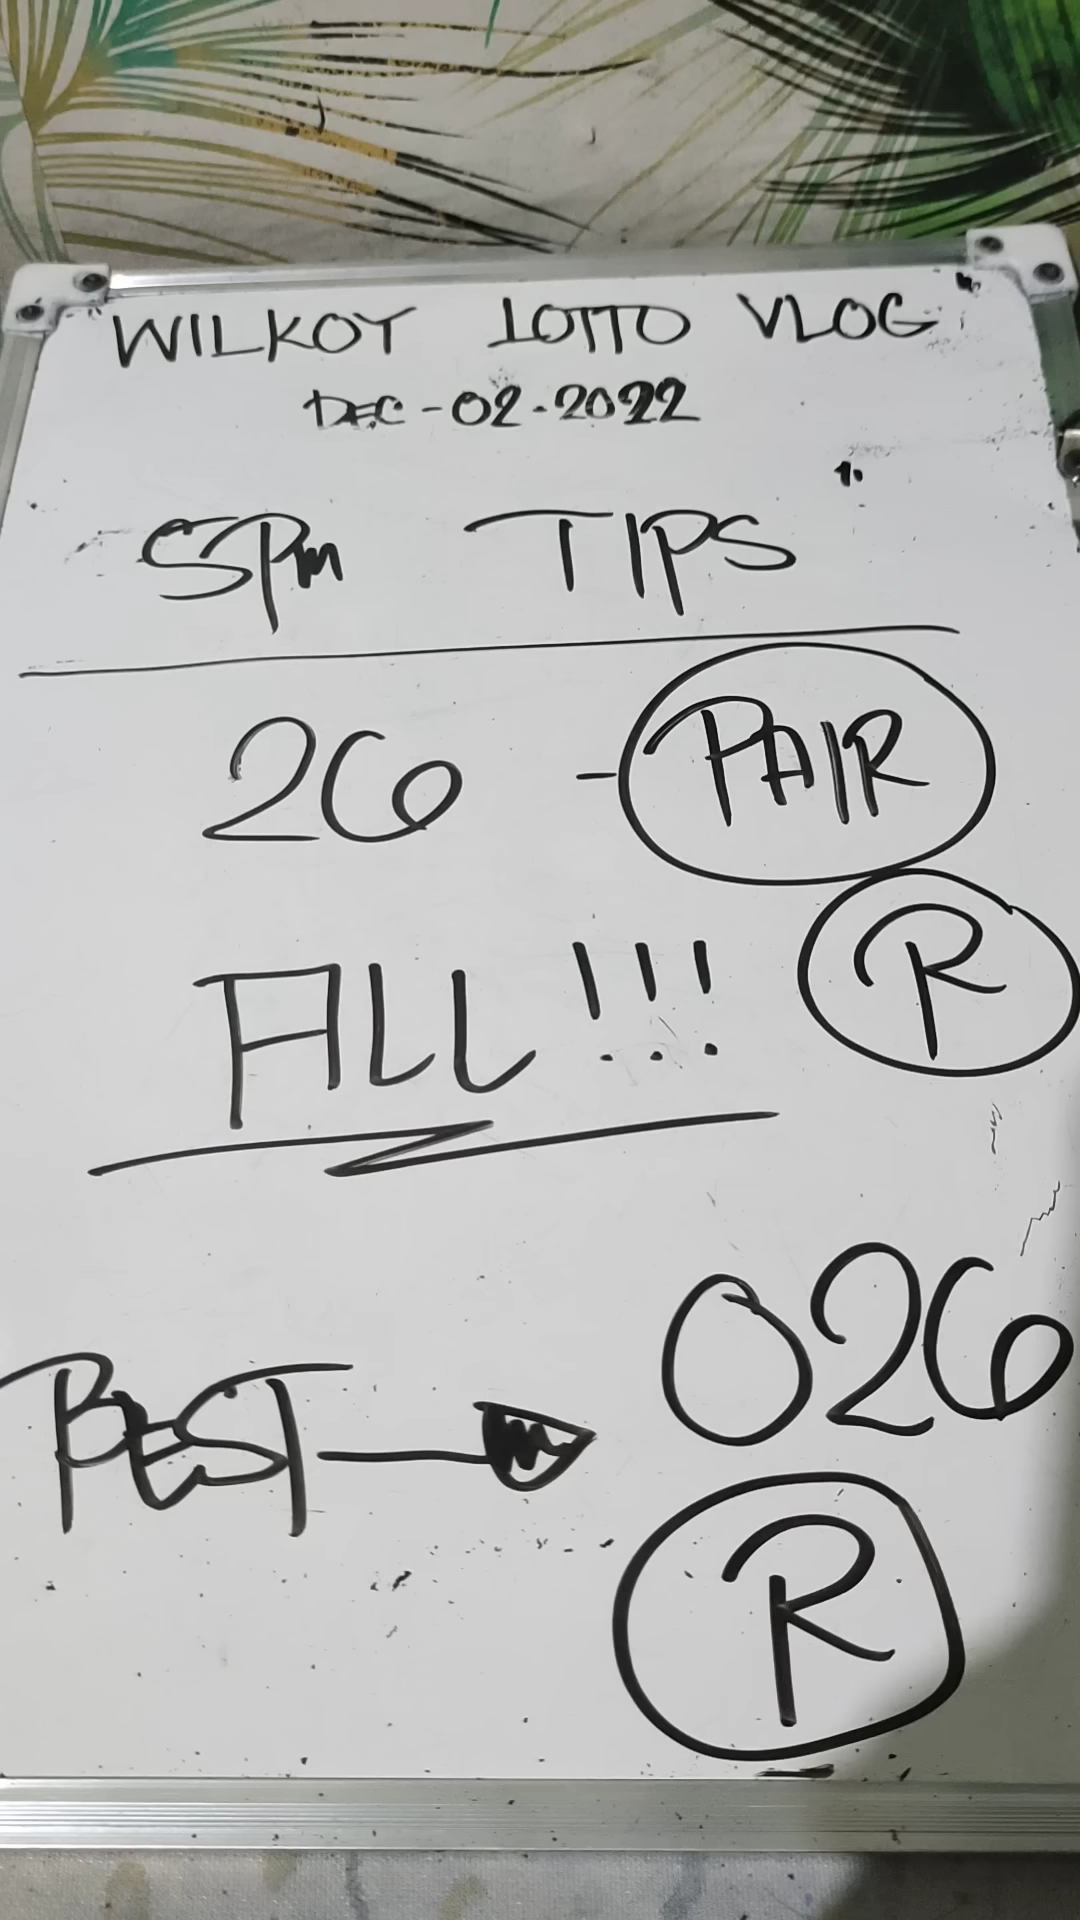 WILKOY LOTTO VLOG
DEC-02-2022
5Pm TIPS
26 - PAIR
ALL!!! R
BEST 026
R